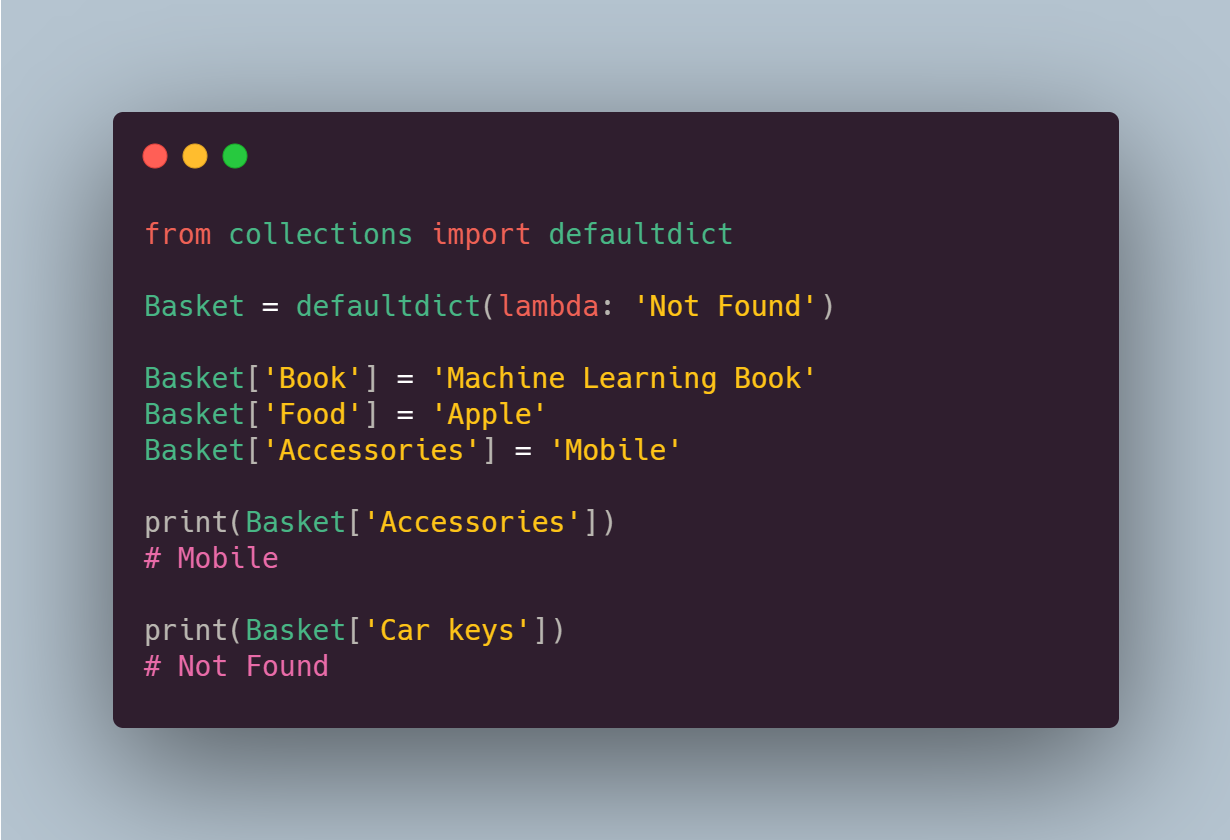 from collections import defaultdict
Basket = defaultdict(lambda: 'Not Found')
Basket['Book'] = 'Machine Learning Book'
Basket['Food'] = 'Apple'
Basket['Accessories'] = 'Mobile'
print(Basket['Accessories'])
# Mobile
print(Basket['Car keys'])
# Not Found